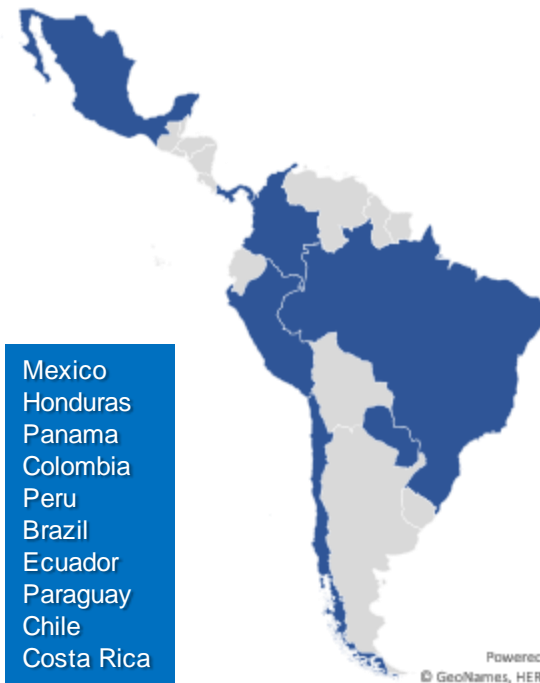 Mexico
Honduras
Panama
Colombia
Peru
Brazil
Ecuador
Paraguay
Chile
Costa Rica
Powered
© GeoNames, HER